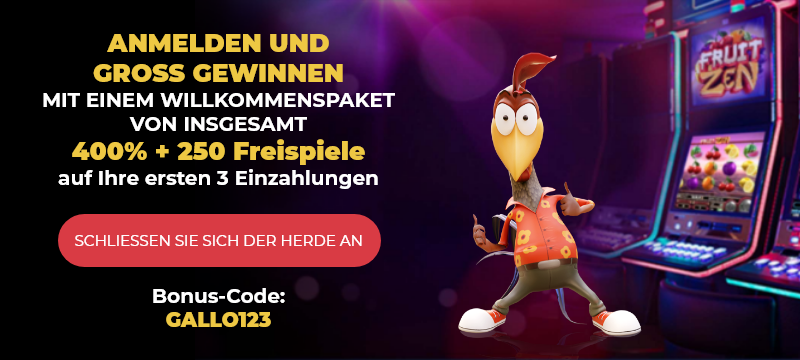 ANMELDEN UND
GROSS GEWINNEN
MIT EINEM WILLKOMMENSPAKET
VON INSGESAMT
400% + 250 Freispiele
auf Ihre ersten 3 Einzahlungen
SCHLIESSEN SIE SICH DER HERDE AN
Bonus-Code:
GALLO123
FRUIT
ZEN